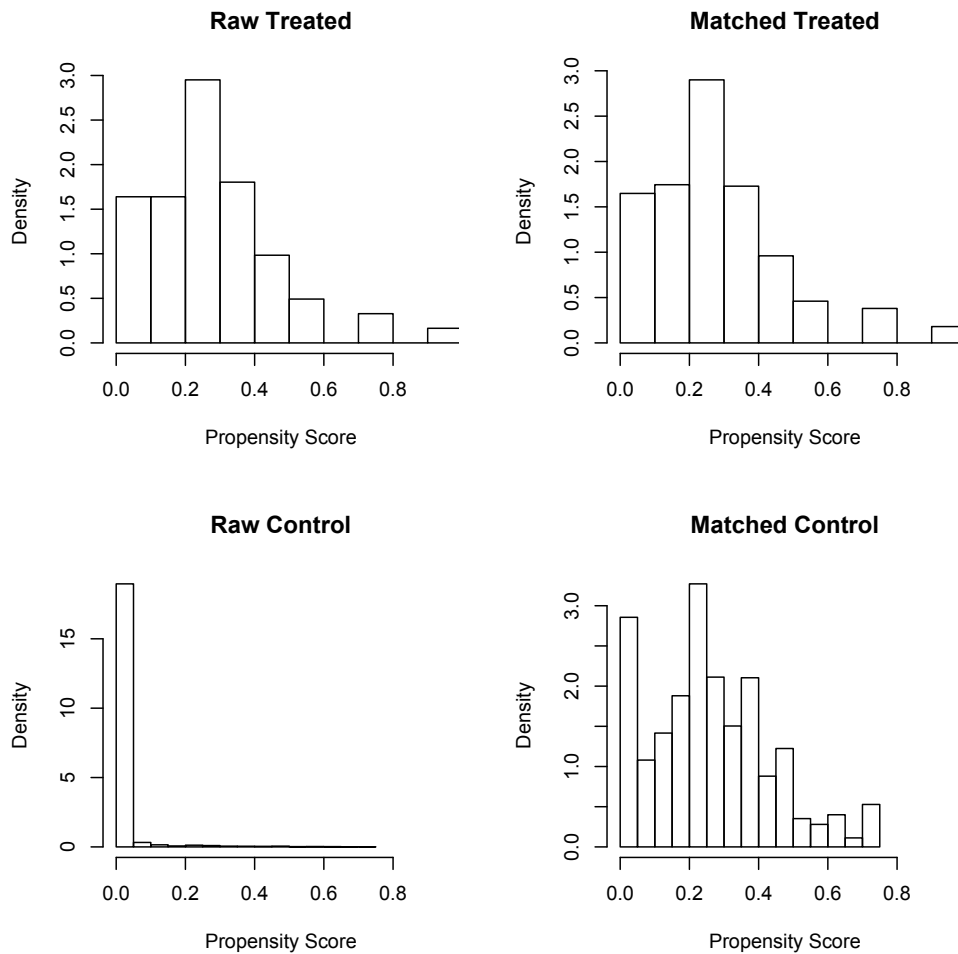 Raw Treated
Density
0.0 0.5 1.0 1.5 2.0 2.5 3.0
0.0 0.2 0.4 0.6 0.8
Propensity Score
Matched Treated
Density
0.0 0.5 1.0 1.5 2.0 2.5 3.0
0.0 0.2 0.4 0.6 0.8
Propensity Score
Raw Control
Density
0 5 10 15
0.0 0.2 0.4 0.6 0.8
Propensity Score
Matched Control
Density
0.0 1.0 2.0 3.0
0.0 0.2 0.4 0.6 0.8
Propensity Score